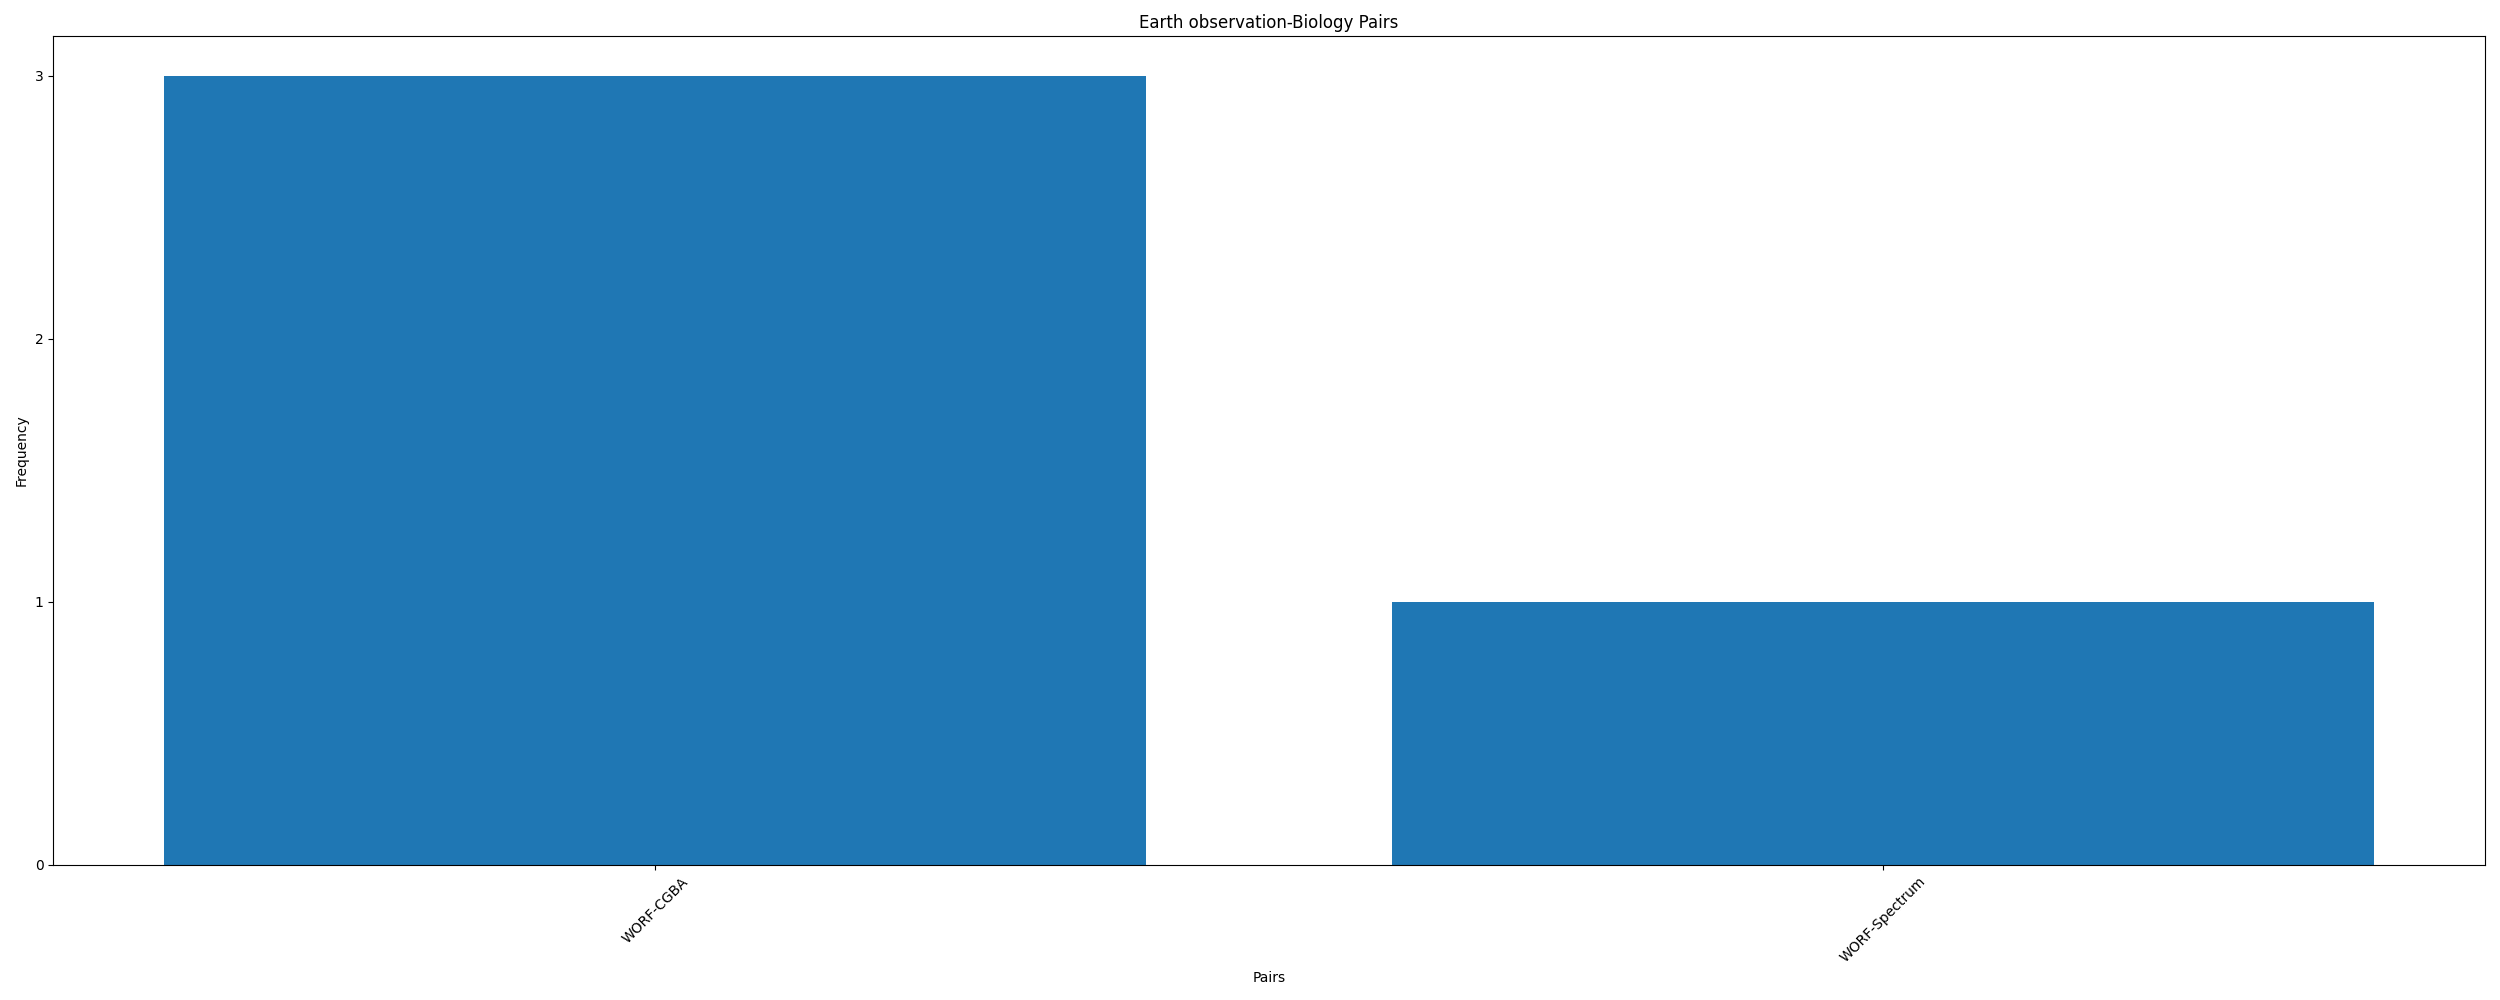 Earth observation-Biology Pairs
Frequency
3
2
1
0
WORF-CGBA
WORF-Spectrum
Pairs